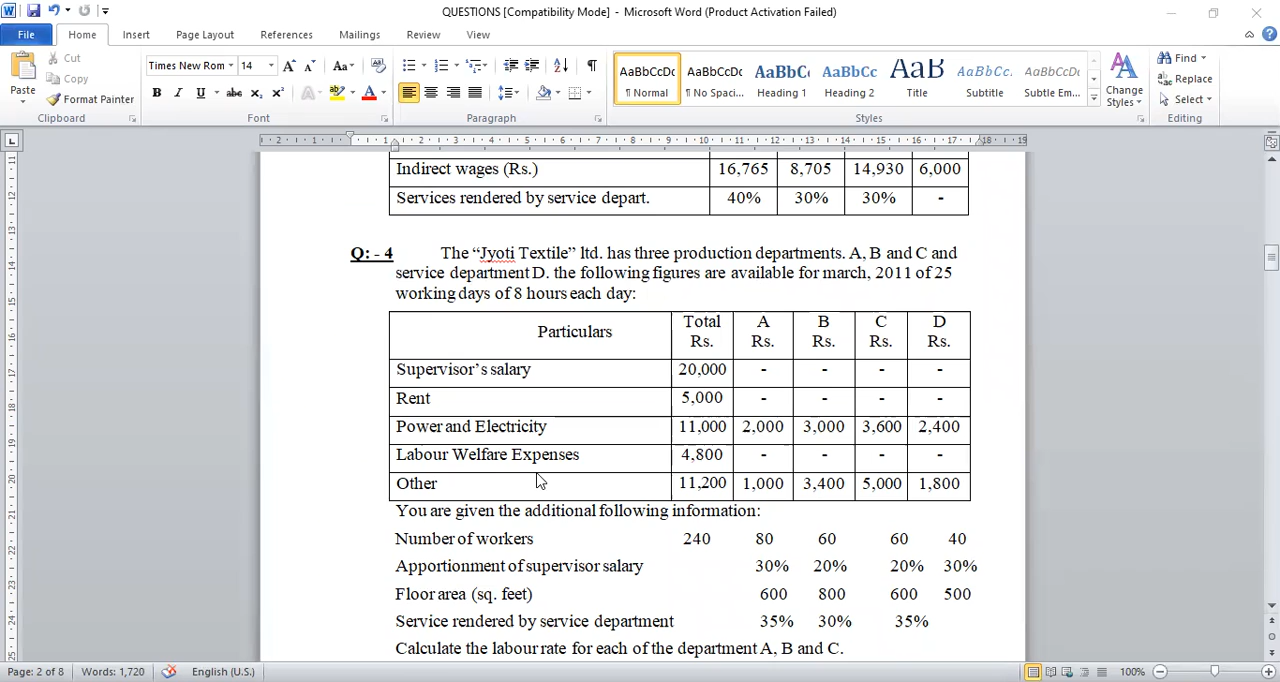 QUESTIONS [Compatibility Mode] - Microsoft Word (Product Activation Failed)
File Home Insert Page Layout References Mailings Review View
Paste
Cut
Copy
Format Painter
Clipboard
Times New Rom 14
Font
Paragraph
AaBbCcDc AaBbCcDc AaBbCc AaBbCc AaB AaBbCc. AaBbCcDc
¶ Normal ¶ No Spaci... Heading 1 Heading 2 Title Subtitle Subtle Em...
Styles
Change Styles
Find
Replace
Select
Editing
Indirect wages (Rs.) 16,765 8,705 14,930 6,000
Services rendered by service depart. 40% 30% 30% -
Q: - 4 The “Jyoti Textile” ltd. has three production departments. A, B and C and
service department D. the following figures are available for march, 2011 of 25
working days of 8 hours each day:
Particulars Total Rs. A Rs. B Rs. C Rs. D Rs.
Supervisor’s salary 20,000 - - - -
Rent 5,000 - - - -
Power and Electricity 11,000 2,000 3,000 3,600 2,400
Labour Welfare Expenses 4,800 - - - -
Other 11,200 1,000 3,400 5,000 1,800
You are given the additional following information:
Number of workers 240 80 60 60 40
Apportionment of supervisor salary 30% 20% 20% 30%
Floor area (sq. feet) 600 800 600 500
Service rendered by service department 35% 30% 35%
Calculate the labour rate for each of the department A, B and C.
Page: 2 of 8 Words: 1,720 English (U.S.) 100%